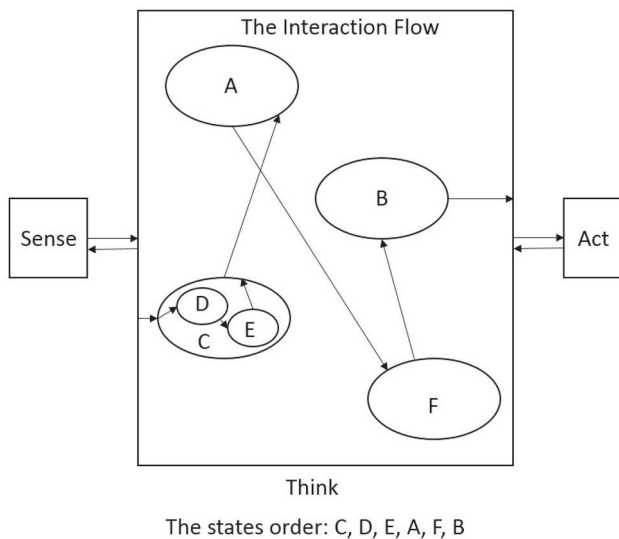 The Interaction Flow
A
B
Sense
Act
D
E
C
F
Think
The states order: C, D, E, A, F, B